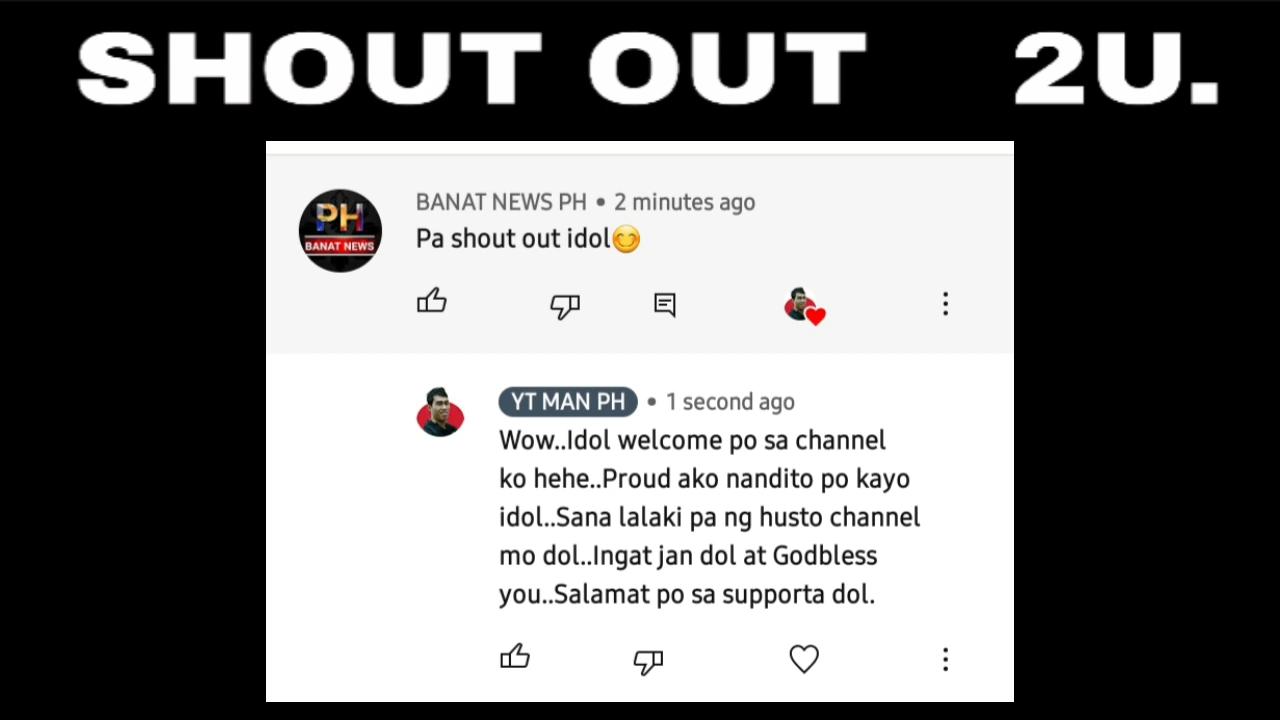 SHOUT OUT 2U.
BANAT NEWS PH • 2 minutes ago
PH
BANAT NEWS
Pa shout out idol😊
YT MAN PH • 1 second ago
Wow..Idol welcome po sa channel
ko hehe..Proud ako nandito po kayo
idol..Sana lalaki pa ng husto channel
mo dol..Ingat jan dol at Godbless
you..Salamat po sa supporta dol.